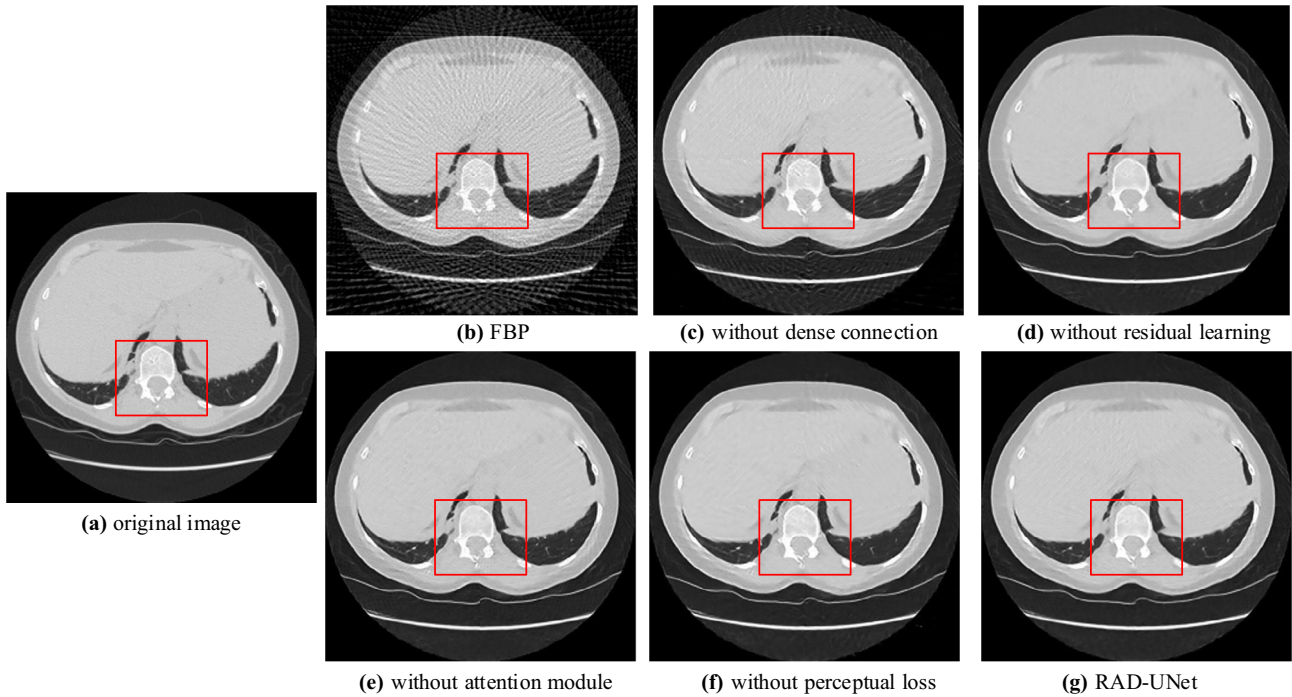 (b) FBP
(c) without dense connection
(d) without residual learning
(a) original image
(e) without attention module
(f) without perceptual loss
(g) RAD-UNet